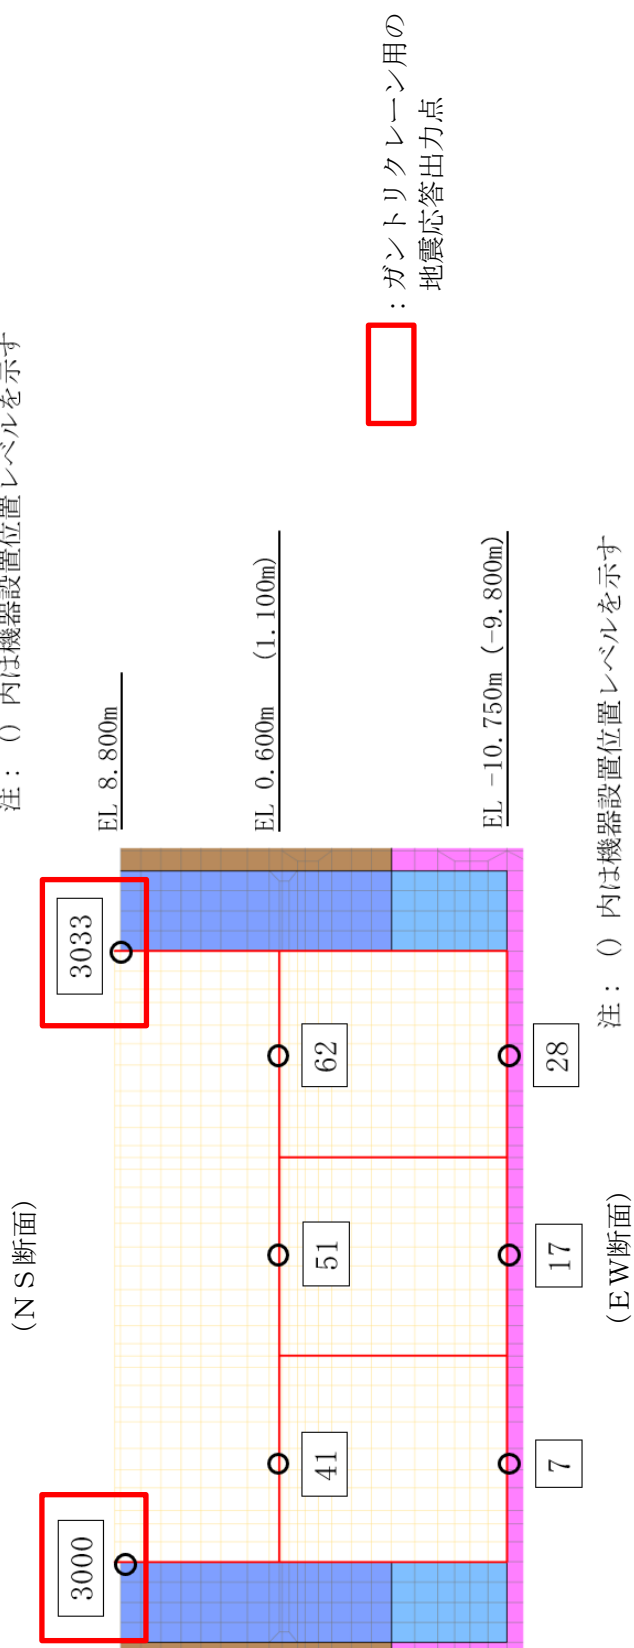 注：（）内は機器設置位置レベルを示す
（ＮＳ断面）
3000
3033
EL 8.800m
：ガントリクレーン用の
地震応答出力点
41
51
62
EL 0.600m （1.100m）
7
17
28
EL -10.750m（-9.800m）
注：（）内は機器設置位置レベルを示す
（ＥＷ断面）